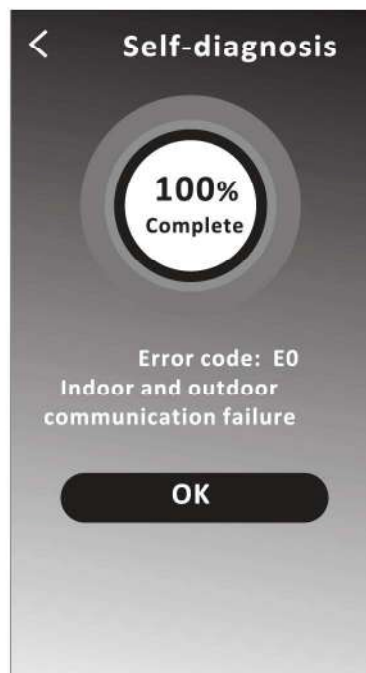 Self-diagnosis
100%
Complete
Error code: E0
Indoor and outdoor
communication failure
OK